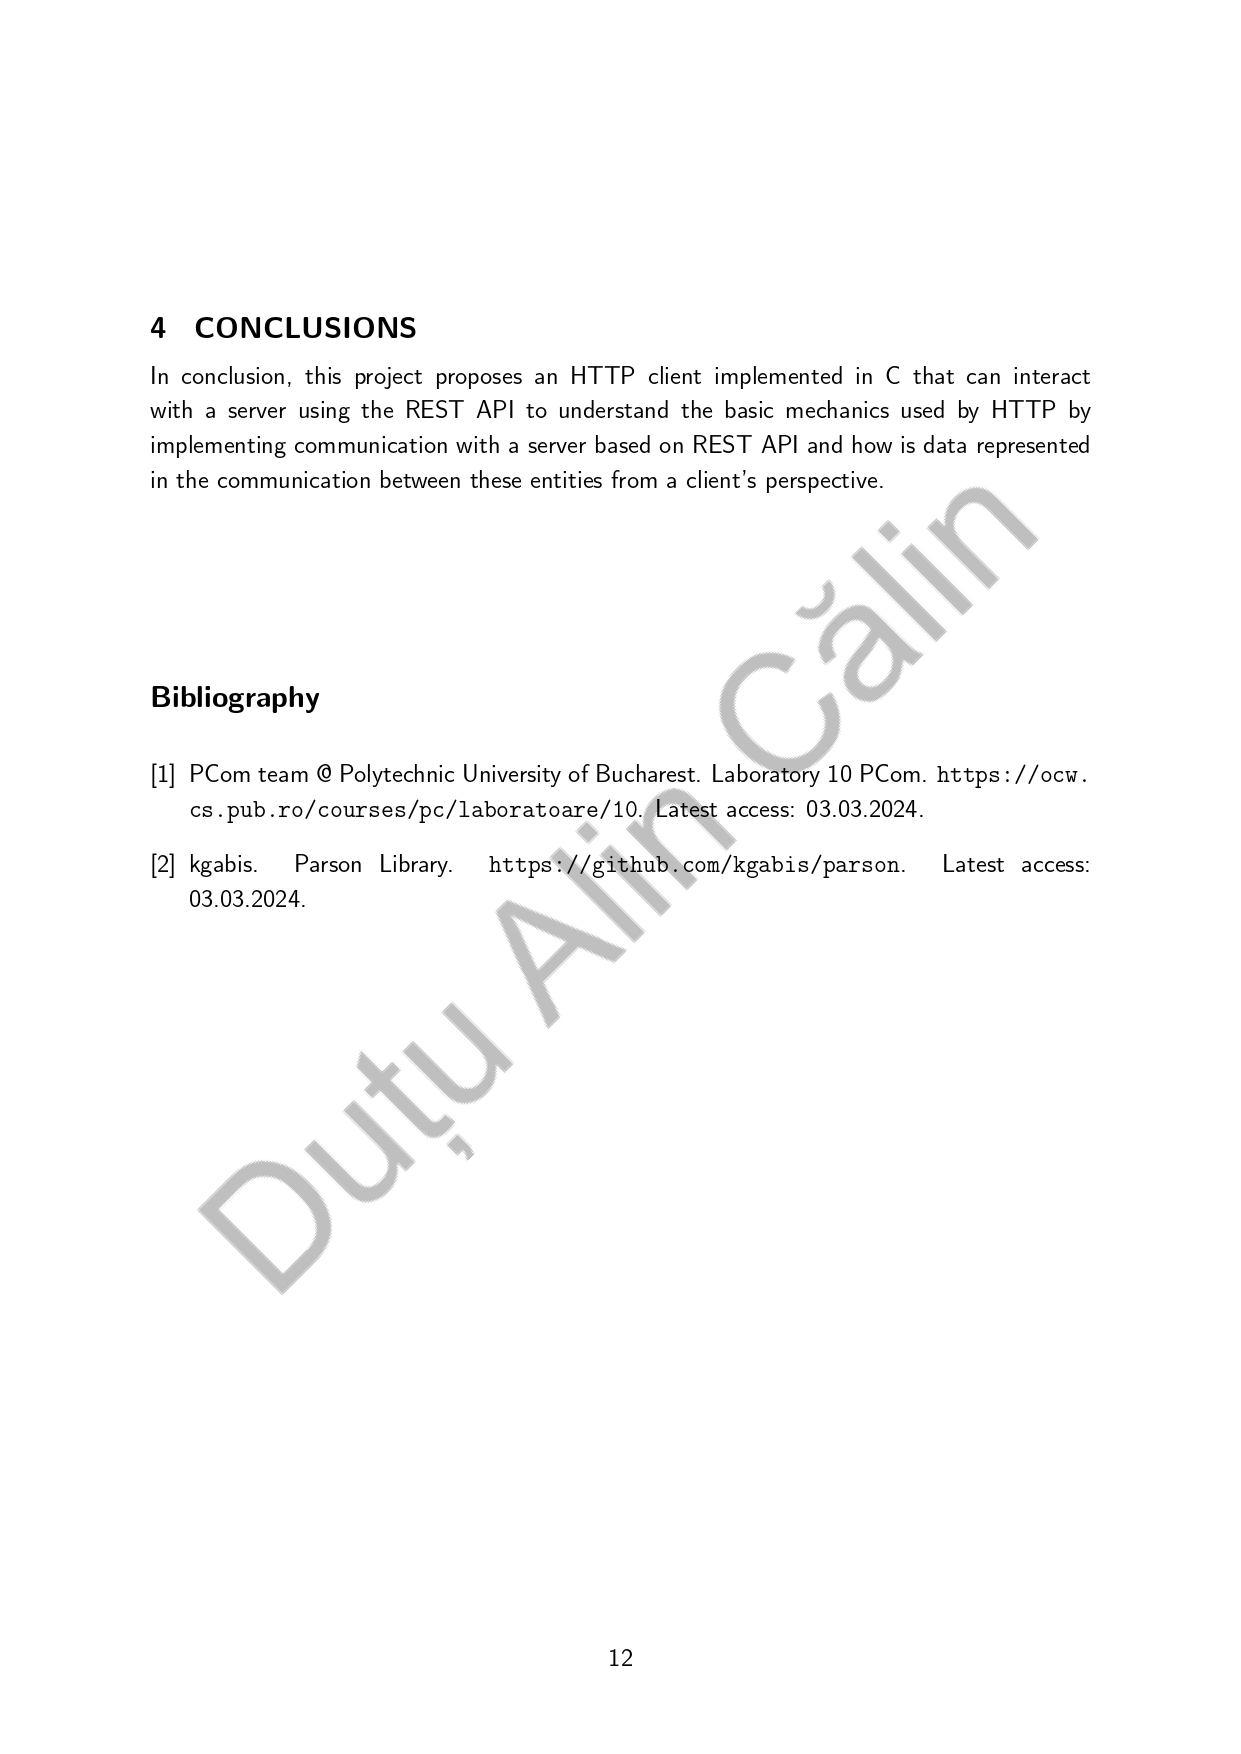 4 CONCLUSIONS
In conclusion, this project proposes an HTTP client implemented in C that can interact
with a server using the REST API to understand the basic mechanics used by HTTP by
implementing communication with a server based on REST API and how is data represented
in the communication between these entities from a client's perspective.
Bibliography
[1] PCom team @ Polytechnic University of Bucharest. Laboratory 10 PCom. https://ocw.
cs.pub.ro/courses/pc/laboratoare/10. Latest access: 03.03.2024.
[2] kgabis. Parson Library. https://github.com/kgabis/parson. Latest access:
03.03.2024.
Duțu Alin Călin
12